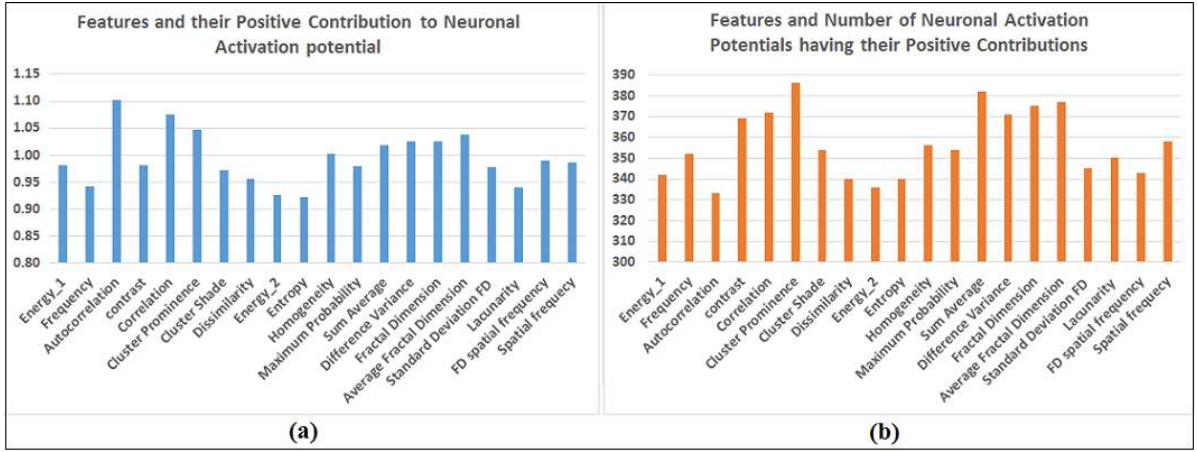 Features and their Positive Contribution to Neuronal
Activation potential
1.15
1.10
1.05
1.00
0.95
0.90
0.85
0.80
Energy_1
Frequency
Autocorrelation
contrast
Correlation
Cluster Prominence
Cluster Shade
Dissimilarity
Energy_2
Entropy
Homogeneity
Maximum Probability
Sum Average
Difference Variance
Fractal Dimension
Average Fractal Dimension
Standard Deviation FD
Lacunarity
FD spatial frequency
Spatial frequecy
(a)
Features and Number of Neuronal Activation
Potentials having their Positive Contributions
390
380
370
360
350
340
330
320
310
300
Energy_1
Frequency
Autocorrelation
contrast
Correlation
Cluster Prominence
Cluster Shade
Dissimilarity
Energy_2
Entropy
Homogeneity
Maximum Probability
Sum Average
Difference Variance
Fractal Dimension
Average Fractal Dimension
Standard Deviation FD
Lacunarity
FD spatial frequency
Spatial frequecy
(b)